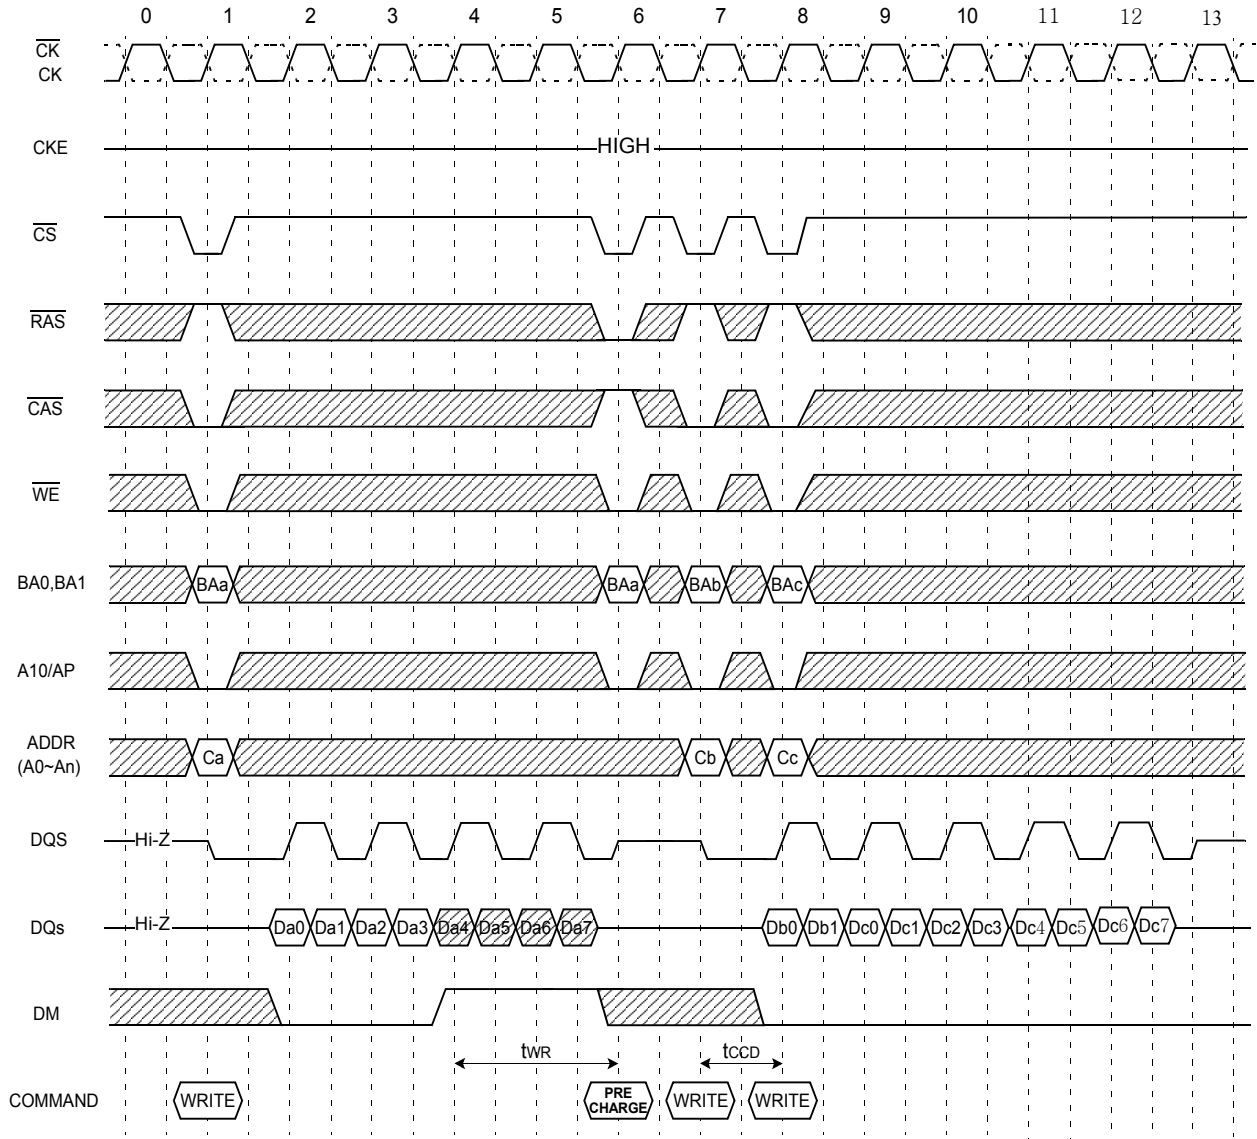 0 1 2 3 4 5 6 7 8 9 10 11 12 13
CK
CK
CKE
HIGH
CS
RAS
CAS
WE
BA0,BA1
BAa BAa BAb BAc
A10/AP
ADDR
(A0~An)
Ca Cb Cc
DQS
Hi-Z
DQs
Hi-Z
Da0 Da1 Da2 Da3 Da4 Da5 Da6 Da7 Db0 Db1 Dc0 Dc1 Dc2 Dc3 Dc4 Dc5 Dc6 Dc7
DM
tWR tCCD
COMMAND
WRITE
PRE
CHARGE
WRITE
WRITE